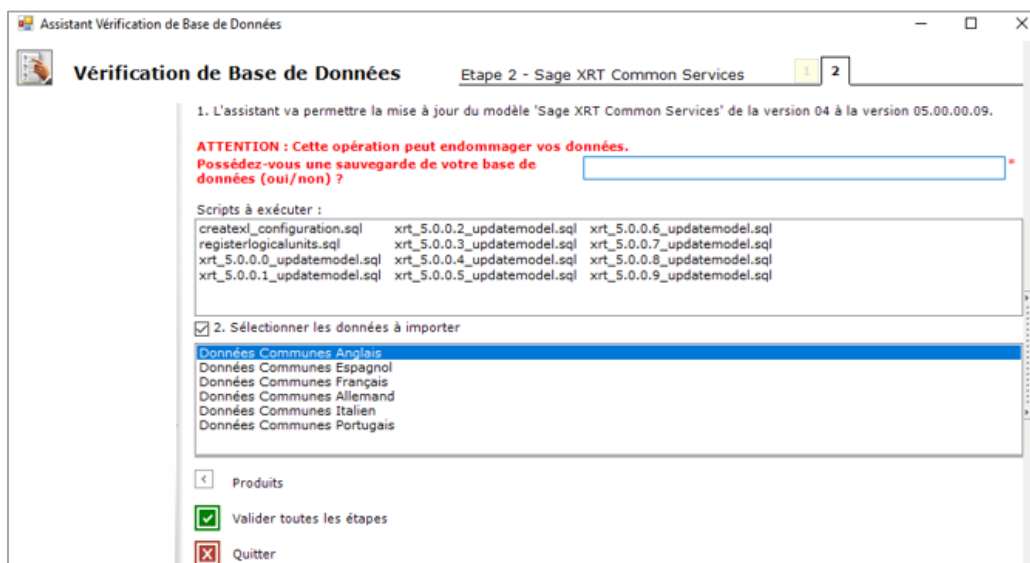 Assistant Vérification de Base de Données
Vérification de Base de Données
Etape 2 - Sage XRT Common Services
1
2
1. L'assistant va permettre la mise à jour du modèle 'Sage XRT Common Services' de la version 04 à la version 05.00.00.09.
ATTENTION : Cette opération peut endommager vos données.
Possédez-vous une sauvegarde de votre base de
données (oui/non) ?
*
Scripts à exécuter :
createxl_configuration.sql xrt_5.0.0.2_updatemodel.sql xrt_5.0.0.6_updatemodel.sql
registerlogicalunits.sql xrt_5.0.0.3_updatemodel.sql xrt_5.0.0.7_updatemodel.sql
xrt_5.0.0.0_updatemodel.sql xrt_5.0.0.4_updatemodel.sql xrt_5.0.0.8_updatemodel.sql
xrt_5.0.0.1_updatemodel.sql xrt_5.0.0.5_updatemodel.sql xrt_5.0.0.9_updatemodel.sql
2. Sélectionner les données à importer
Données Communes Anglais
Données Communes Espagnol
Données Communes Français
Données Communes Allemand
Données Communes Italien
Données Communes Portugais
Produits
Valider toutes les étapes
Quitter